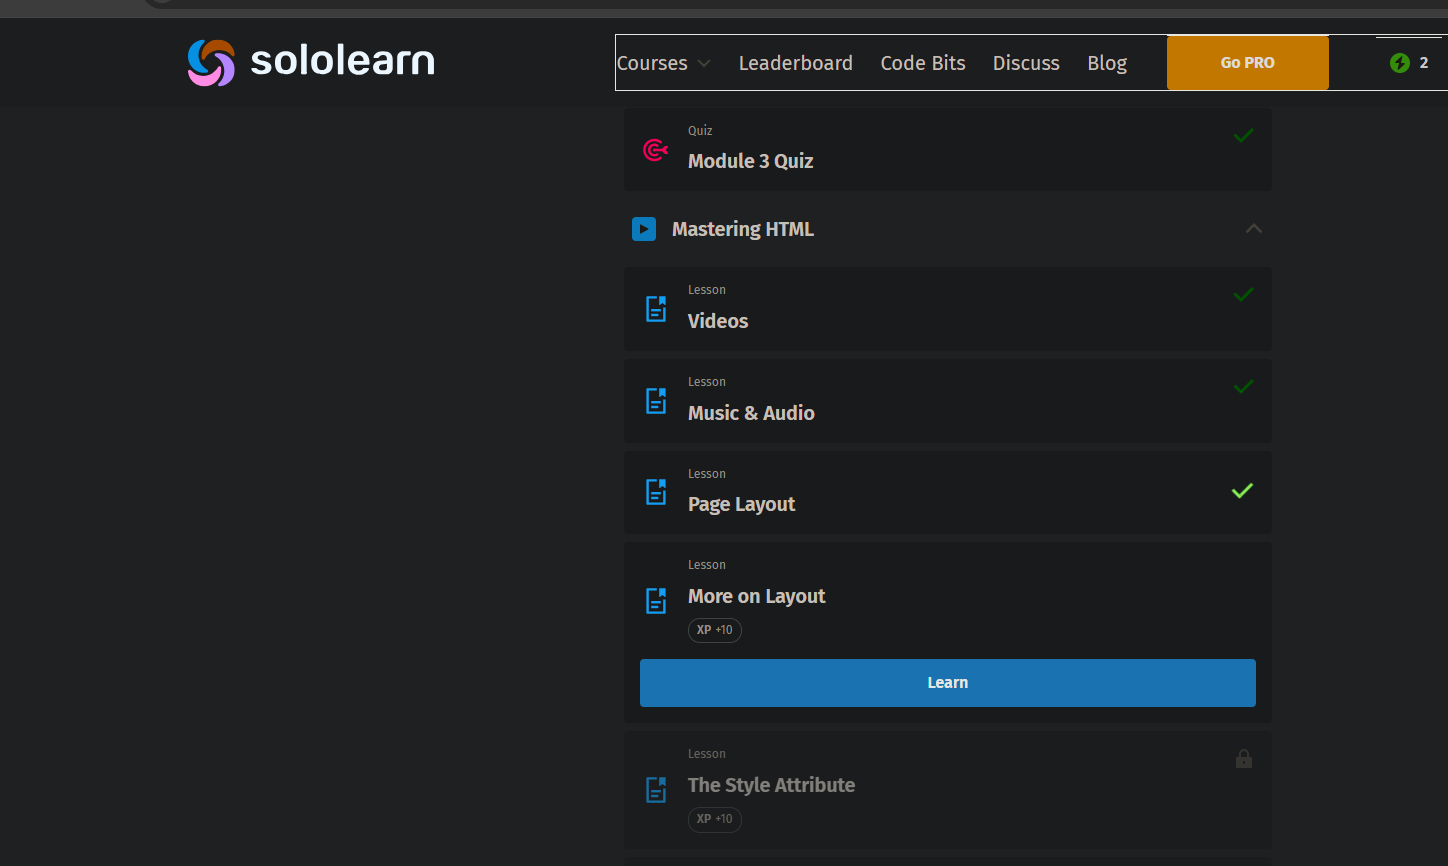 sololearn
Courses Leaderboard Code Bits Discuss Blog Go PRO 2
Quiz
Module 3 Quiz
Mastering HTML
Lesson
Videos
Lesson
Music & Audio
Lesson
Page Layout
Lesson
More on Layout
XP +10
Learn
Lesson
The Style Attribute
XP +10